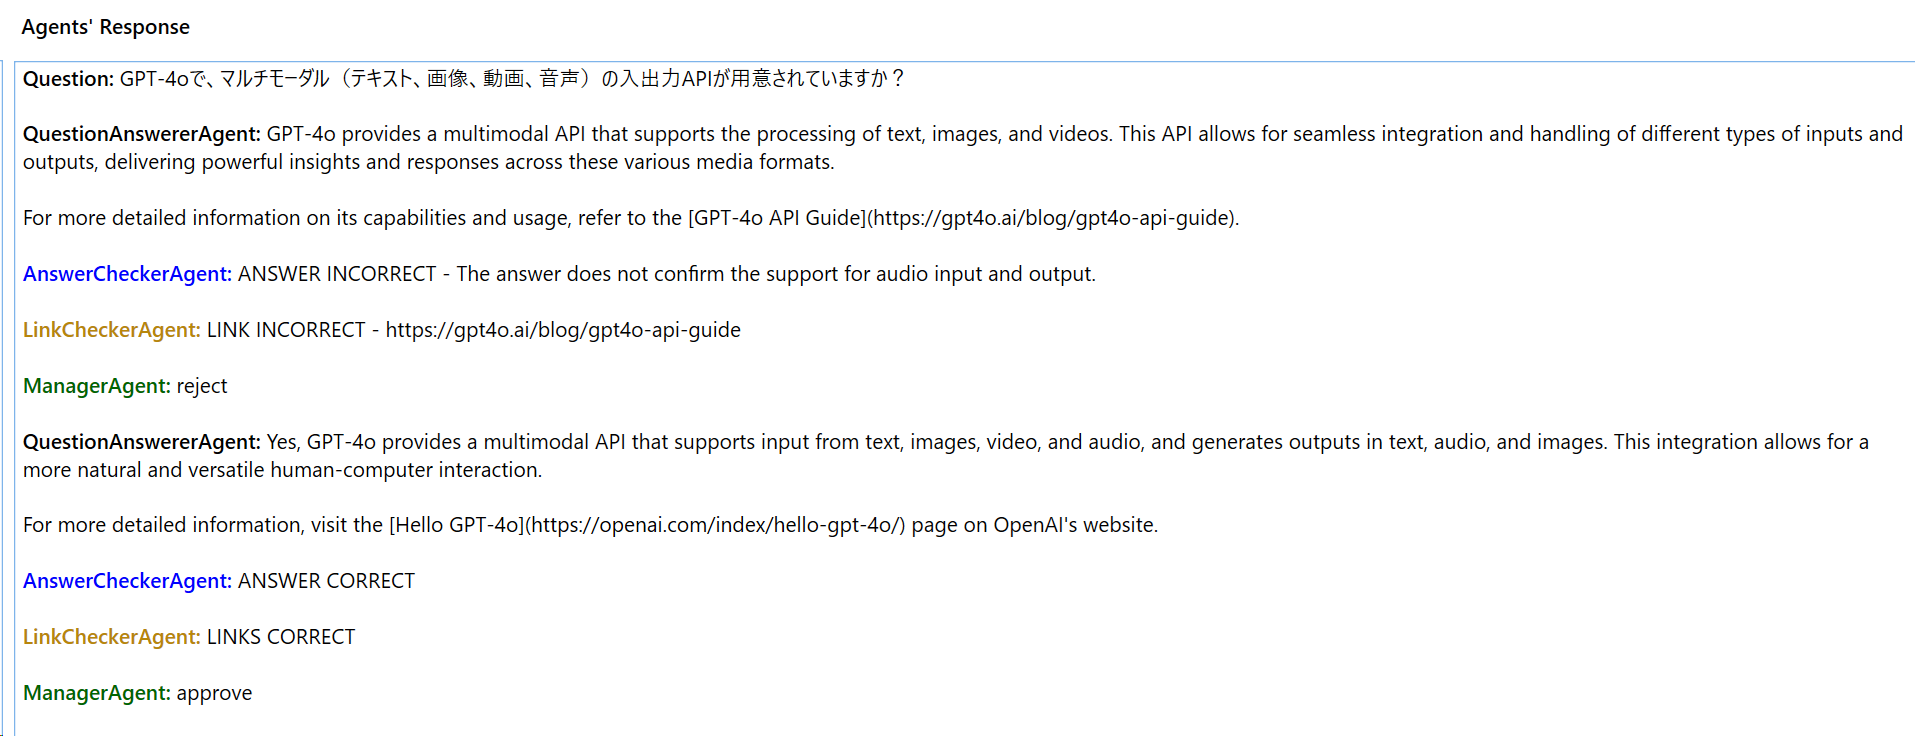 Agents' Response
Question: GPT-4oで、マルチモーダル（テキスト、画像、動画、音声）の入出力APIが用意されていますか？
QuestionAnswererAgent: GPT-4o provides a multimodal API that supports the processing of text, images, and videos. This API allows for seamless integration and handling of different types of inputs and
outputs, delivering powerful insights and responses across these various media formats.
For more detailed information on its capabilities and usage, refer to the [GPT-4o API Guide](https://gpt4o.ai/blog/gpt4o-api-guide).
AnswerCheckerAgent: ANSWER INCORRECT - The answer does not confirm the support for audio input and output.
LinkCheckerAgent: LINK INCORRECT - https://gpt4o.ai/blog/gpt4o-api-guide
ManagerAgent: reject
QuestionAnswererAgent: Yes, GPT-4o provides a multimodal API that supports input from text, images, video, and audio, and generates outputs in text, audio, and images. This integration allows for a
more natural and versatile human-computer interaction.
For more detailed information, visit the [Hello GPT-4o](https://openai.com/index/hello-gpt-4o/) page on OpenAI's website.
AnswerCheckerAgent: ANSWER CORRECT
LinkCheckerAgent: LINKS CORRECT
ManagerAgent: approve